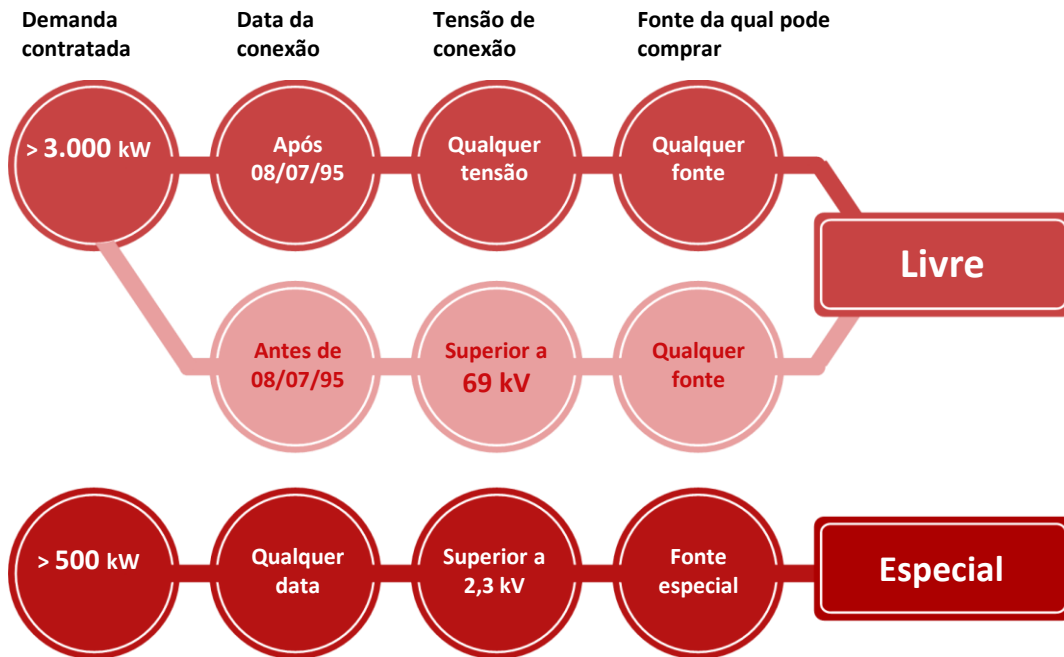 Demanda
contratada
Data da
conexão
Tensão de
conexão
Fonte da qual pode
comprar
> 3.000 kW
Após
08/07/95
Qualquer
tensão
Qualquer
fonte
Livre
Antes de
08/07/95
Superior a
69 kV
Qualquer
fonte
> 500 kW
Qualquer
data
Superior a
2,3 kV
Fonte
especial
Especial